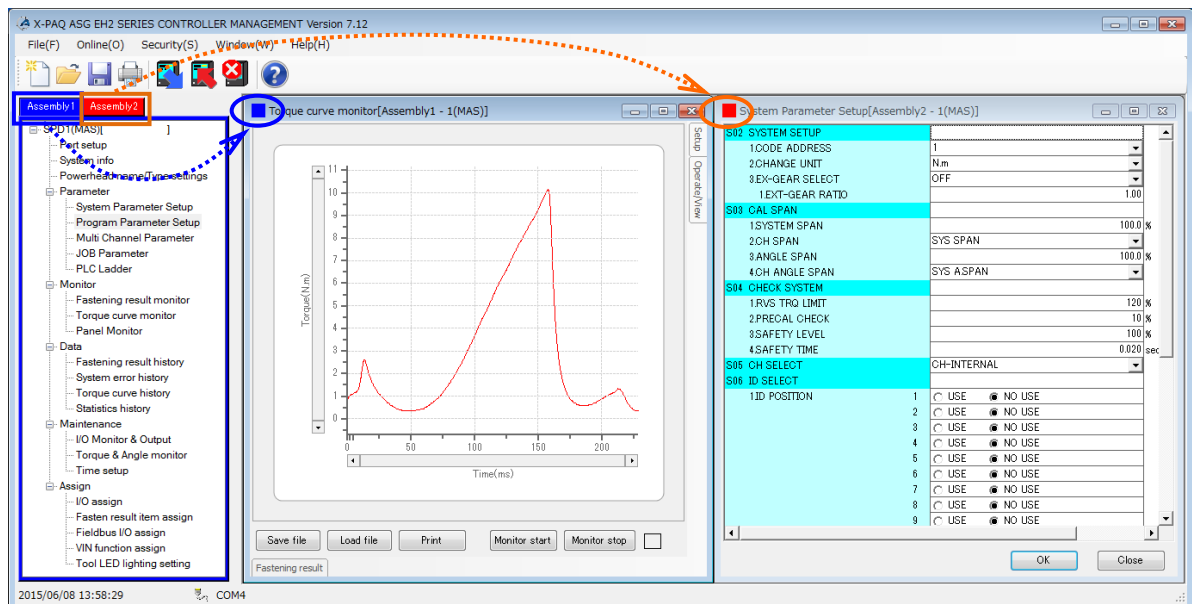 X-PAQ ASG EH2 SERIES CONTROLLER MANAGEMENT Version 7.12
File(F) Online(O) Security(S) Window(W) Help(H)
Assembly1 Assembly2
SPD1(MAS)[ ]
Port setup
System info
Powerhead name/Type settings
Parameter
System Parameter Setup
Program Parameter Setup
Multi Channel Parameter
JOB Parameter
PLC Ladder
Monitor
Fastening result monitor
Torque curve monitor
Panel Monitor
Data
Fastening result history
System error history
Torque curve history
Statistics history
Maintenance
I/O Monitor & Output
Torque & Angle monitor
Time setup
Assign
I/O assign
Fasten result item assign
Fieldbus I/O assign
VIN function assign
Tool LED lighting setting
Torque curve monitor[Assembly1 - 1(MAS)]
Setup
Operate/View
Torque(N.m)
11
10
9
8
7
6
5
4
3
2
1
0
0 50 100 150 200
Time(ms)
Save file Load file Print Monitor start Monitor stop
Fastening result
System Parameter Setup[Assembly2 - 1(MAS)]
S02 SYSTEM SETUP
1.CODE ADDRESS 1
2.CHANGE UNIT N.m
3.EX-GEAR SELECT OFF
1.EXT-GEAR RATIO 1.00
S03 CAL SPAN
1.SYSTEM SPAN 100.0 %
2.CH SPAN SYS SPAN
3.ANGLE SPAN 100.0 %
4.CH ANGLE SPAN SYS ASPAN
S04 CHECK SYSTEM
1.RVS TRQ LIMIT 120 %
2.PRECAL CHECK 10 %
3.SAFETY LEVEL 100 %
4.SAFETY TIME 0.020 sec
S05 CH SELECT CH-INTERNAL
S06 ID SELECT
1.ID POSITION 1 USE NO USE
2 USE NO USE
3 USE NO USE
4 USE NO USE
5 USE NO USE
6 USE NO USE
7 USE NO USE
8 USE NO USE
9 USE NO USE
OK Close
2015/06/08 13:58:29 COM4